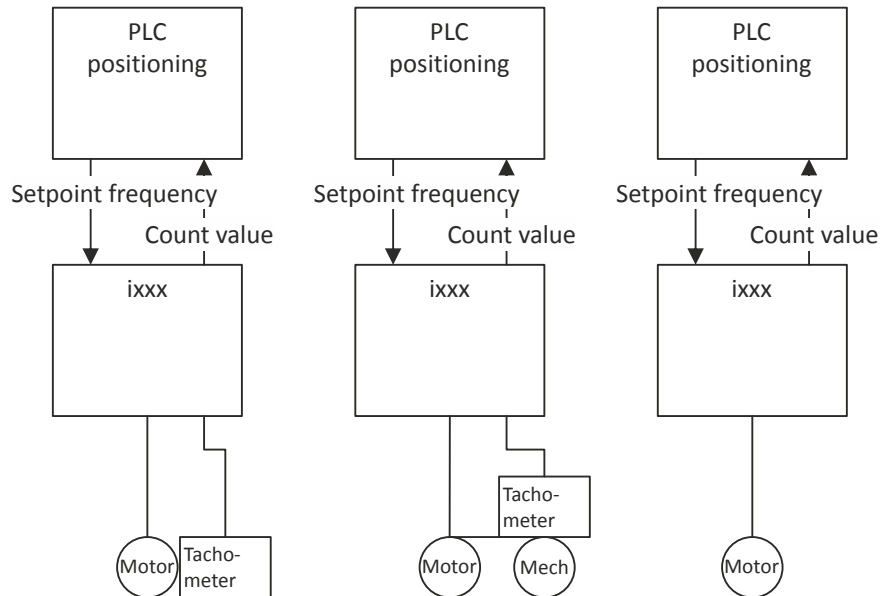 PLC
positioning
Setpoint frequency
Count value
ixxx
Motor
Tacho-
meter
PLC
positioning
Setpoint frequency
Count value
ixxx
Tacho-
meter
Motor
Mech
PLC
positioning
Setpoint frequency
Count value
ixxx
Motor